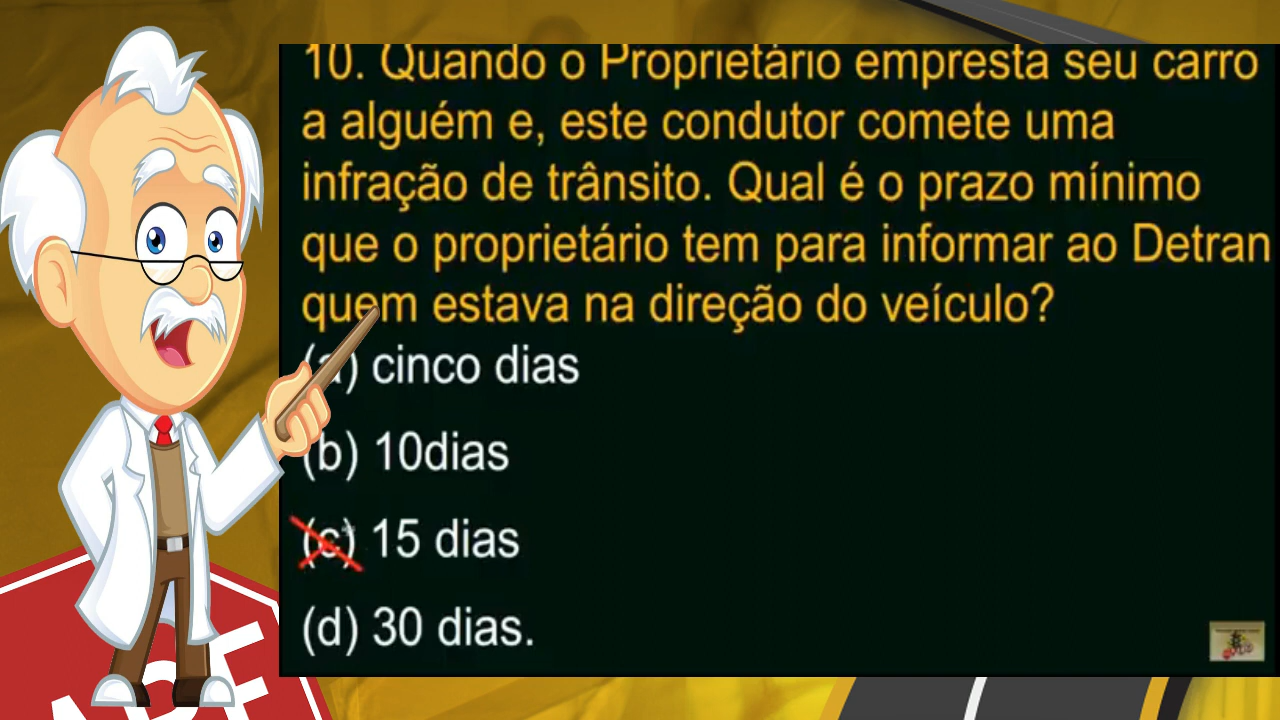 10. Quando o Proprietário empresta seu carro
a alguém e, este condutor comete uma
infração de trânsito. Qual é o prazo mínimo
que o proprietário tem para informar ao Detran
quem estava na direção do veículo?
(a) cinco dias
(b) 10dias
(c) 15 dias
(d) 30 dias.